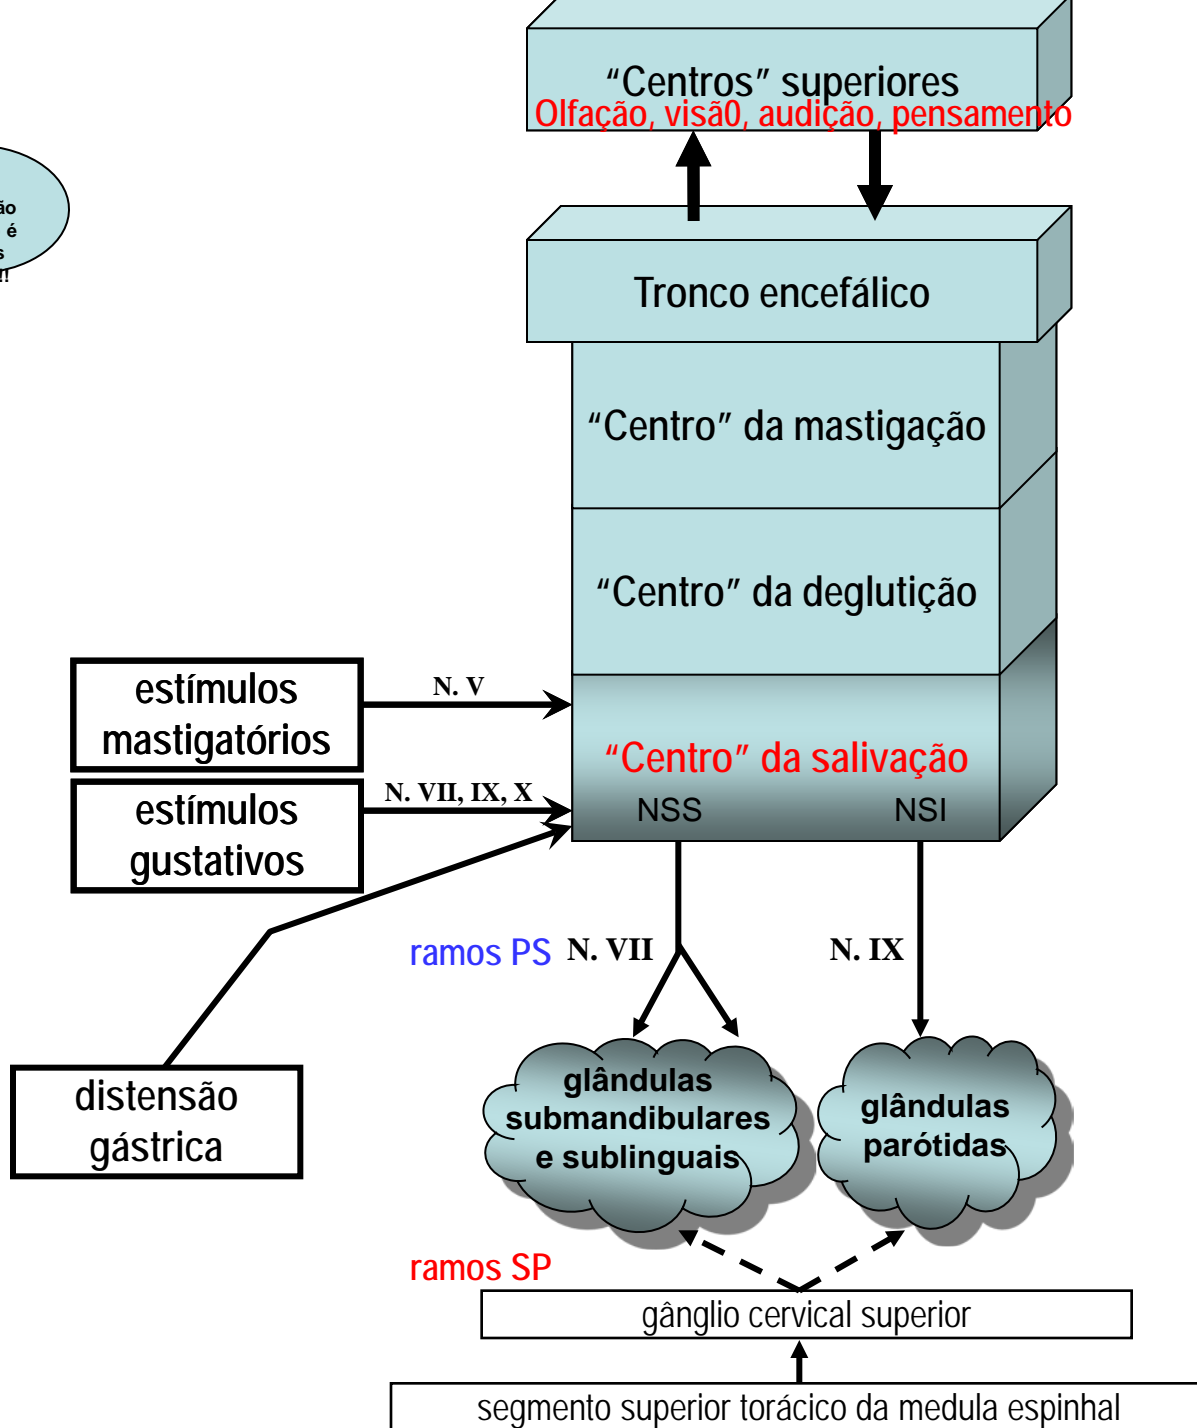 “Centros” superiores
Olfação, visã0, audição, pensamento
é
!!
Tronco encefálico
“Centro” da mastigação
“Centro” da deglutição
estímulos
mastigatórios
N. V
“Centro” da salivação
NSS NSI
estímulos
gustativos
N. VII, IX, X
ramos PS N. VII N. IX
distensão
gástrica
glândulas
submandibulares
e sublinguais
glândulas
parótidas
ramos SP
gânglio cervical superior
segmento superior torácico da medula espinhal